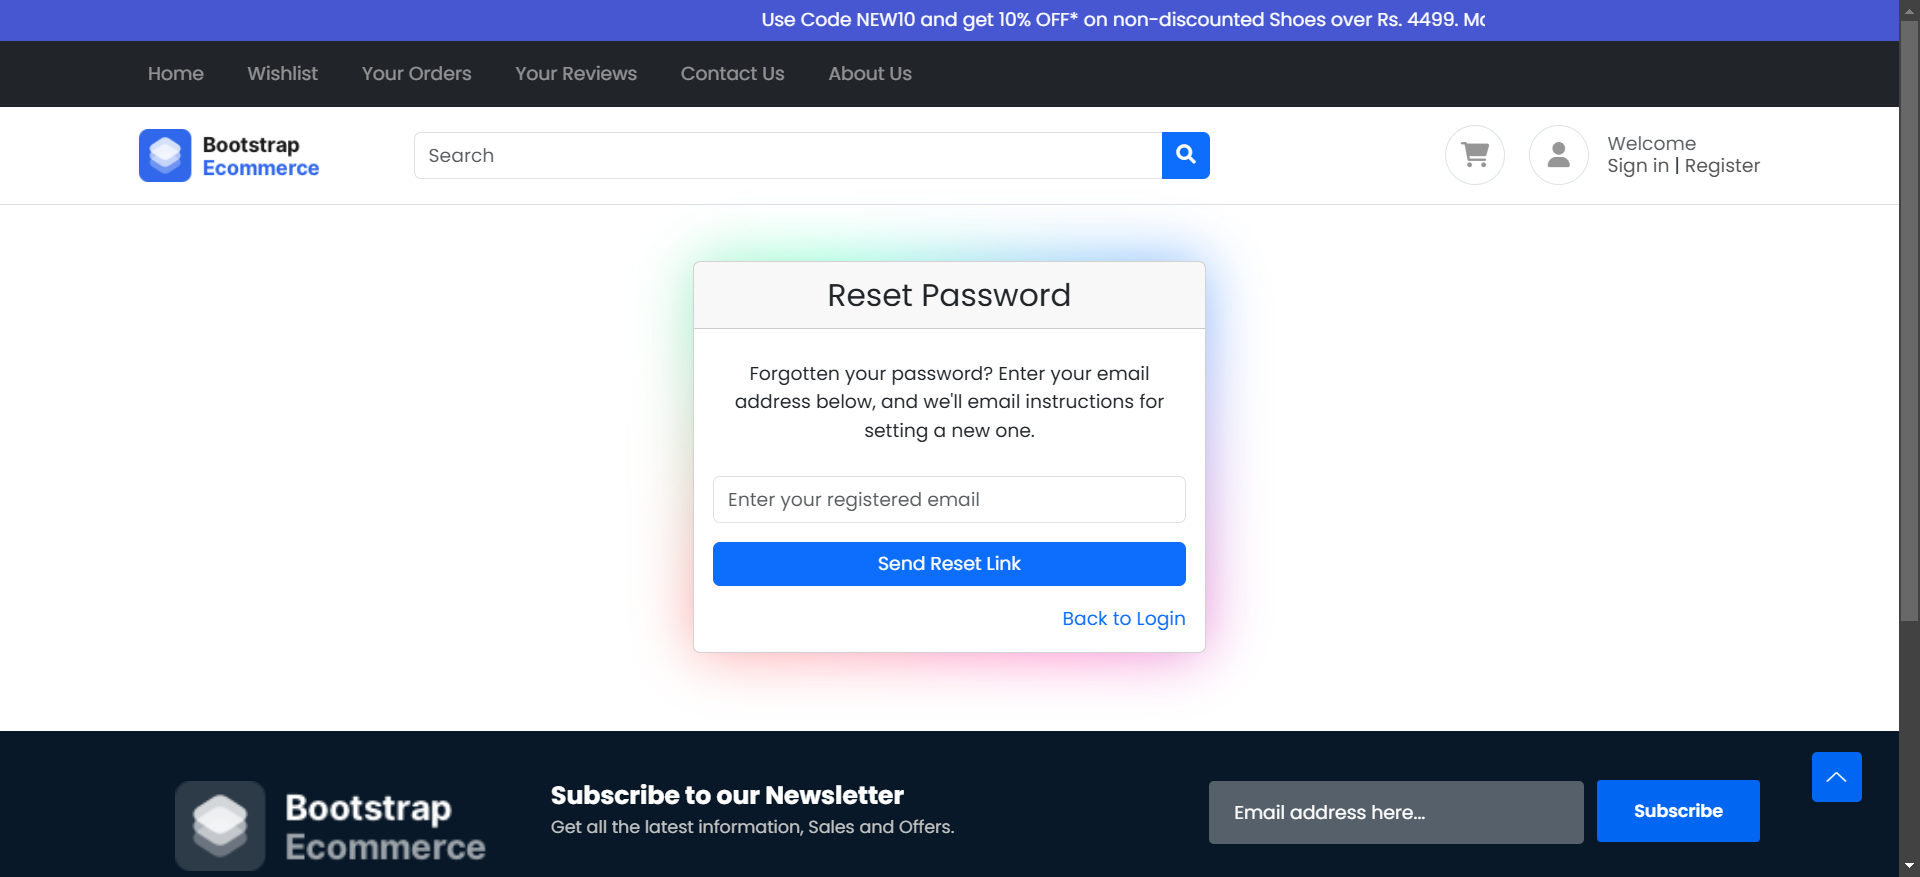 Use Code NEW10 and get 10% OFF* on non-discounted Shoes over Rs. 4499.
Home Wishlist Your Orders Your Reviews Contact Us About Us
Bootstrap
Ecommerce
Search
Welcome
Sign in | Register
Reset Password
Forgotten your password? Enter your email
address below, and we'll email instructions for
setting a new one.
Enter your registered email
Send Reset Link
Back to Login
Bootstrap
Ecommerce
Subscribe to our Newsletter
Get all the latest information, Sales and Offers.
Email address here...
Subscribe